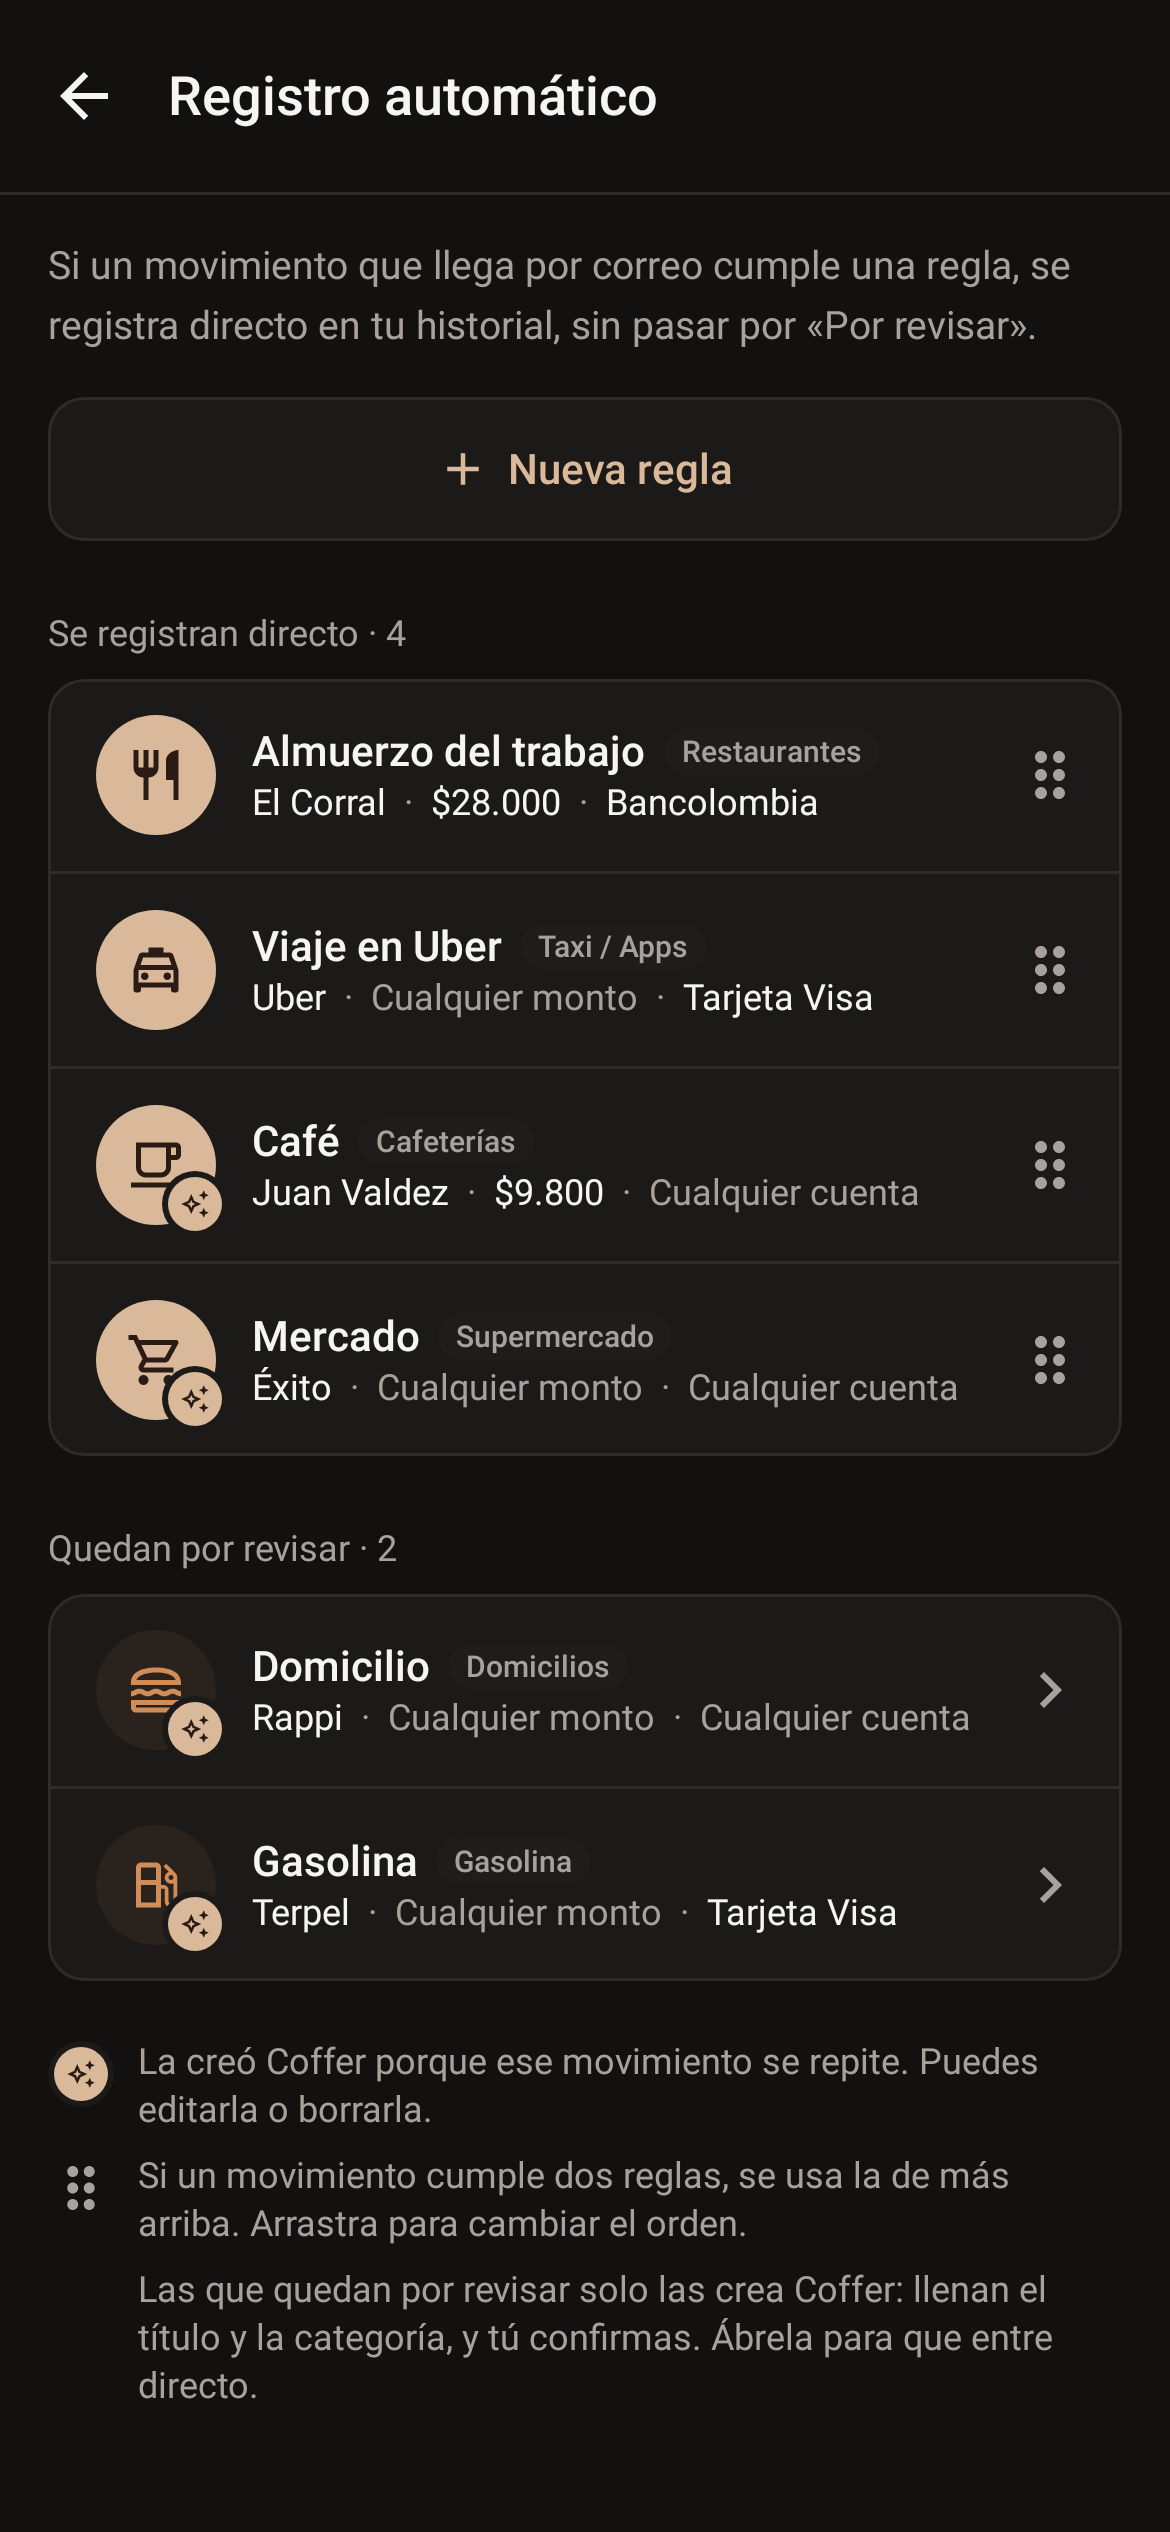 Registro automático
Si un movimiento que llega por correo cumple una regla, se
registra directo en tu historial, sin pasar por «Por revisar».
+ Nueva regla
Se registran directo · 4
Almuerzo del trabajo Restaurantes
El Corral · $28.000 · Bancolombia
Viaje en Uber Taxi / Apps
Uber · Cualquier monto · Tarjeta Visa
Café Cafeterías
Juan Valdez · $9.800 · Cualquier cuenta
Mercado Supermercado
Éxito · Cualquier monto · Cualquier cuenta
Quedan por revisar · 2
Domicilio Domicilios
Rappi · Cualquier monto · Cualquier cuenta
Gasolina Gasolina
Terpel · Cualquier monto · Tarjeta Visa
La creó Coffer porque ese movimiento se repite. Puedes
editarla o borrarla.
Si un movimiento cumple dos reglas, se usa la de más
arriba. Arrastra para cambiar el orden.
Las que quedan por revisar solo las crea Coffer: llenan el
título y la categoría, y tú confirmas. Ábrela para que entre
directo.